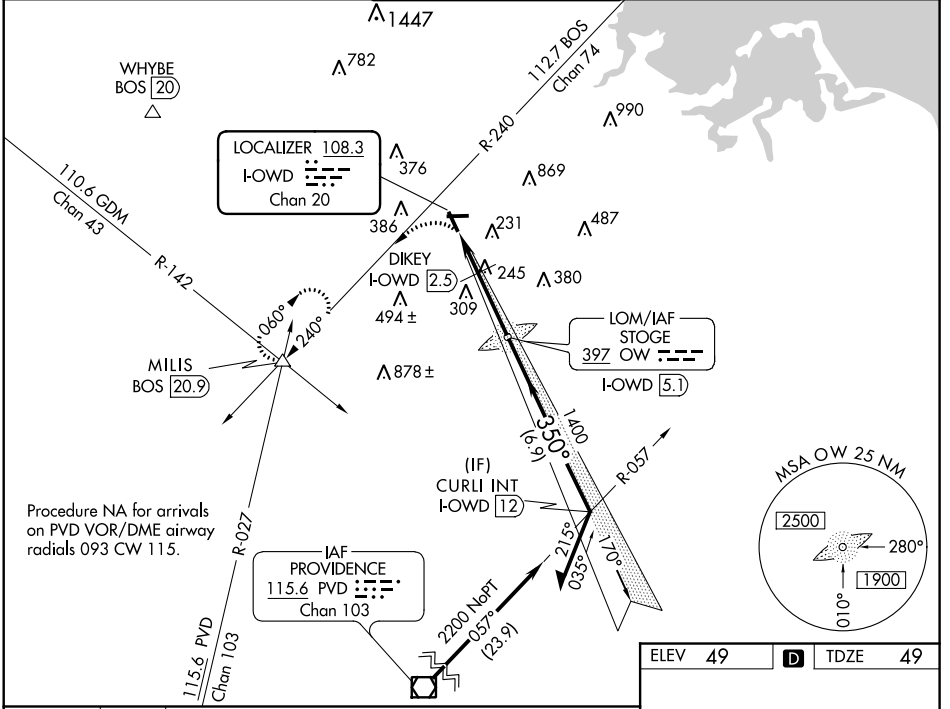 1447
782
WHYBE
BOS 20
112.7 BOS
Chan 74
R-240
990
LOCALIZER 108.3
I-OWD
Chan 20
376
869
110.6 GDM
Chan 43
R-142
386
231
487
DIKEY
I-OWD 2.5
245
380
309
494 ±
060°
240°
LOM/IAF
STOGE
397 OW
I-OWD 5.1
MILIS
BOS 20.9
878 ±
1400
350°
(6.9)
R-057
(IF)
CURLI INT
I-OWD 12
MSA OW 25 NM
2500
280°
1900
010°
Procedure NA for arrivals
on PVD VOR/DME airway
radials 093 CW 115.
R-027
215°
035°
170°
IAF
PROVIDENCE
115.6 PVD
Chan 103
2200 NoPT
057°
(23.9)
115.6 PVD
Chan 103
ELEV 49
D
TDZE 49